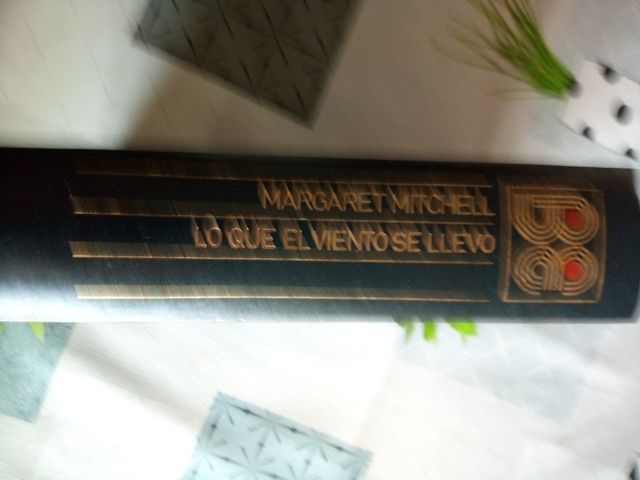 MARGARET MITCHELL
LO QUE EL VIENTO SE LLEVO